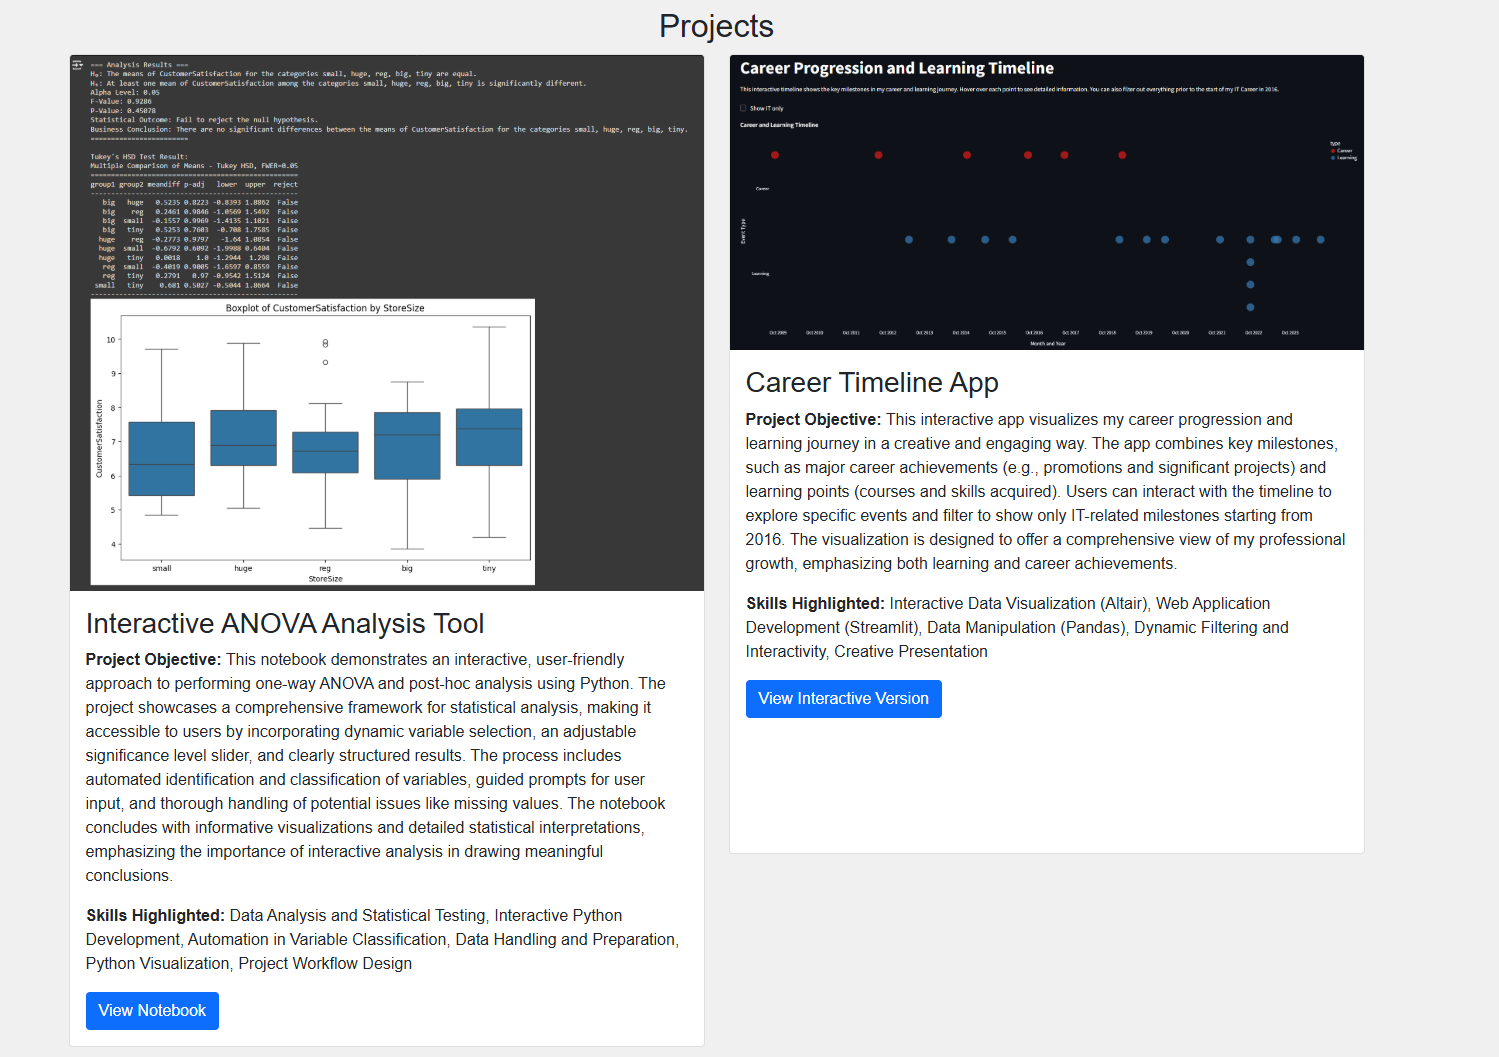 Projects
=== Analysis Results ===
H₀: The means of CustomerSatisfaction for the categories small, huge, reg, big, tiny are equal.
H₁: At least one mean of CustomerSatisfaction among the categories small, huge, reg, big, tiny is significantly different.
Alpha Level: 0.05
F-Value: 0.9286
P-Value: 0.45078
Statistical Outcome: Fail to reject the null hypothesis.
Business Conclusion: There are no significant differences between the means of CustomerSatisfaction for the categories small, huge, reg, big, tiny.
========================
Tukey's HSD Test Result:
Multiple Comparison of Means - Tukey HSD, FWER=0.05
====================================================
group1 group2 meandiff p-adj lower upper reject
----------------------------------------------------
big huge 0.5235 0.8223 -0.8393 1.8862 False
big reg 0.2461 0.9846 -1.0569 1.5492 False
big small -0.1557 0.9969 -1.4135 1.1021 False
big tiny 0.5253 0.7603 -0.708 1.7585 False
huge reg -0.2773 0.9797 -1.64 1.0854 False
huge small -0.6792 0.6092 -1.9988 0.6404 False
huge tiny 0.0018 1.0 -1.2944 1.298 False
reg small -0.4019 0.9005 -1.6597 0.8559 False
reg tiny 0.2791 0.97 -0.9542 1.5124 False
small tiny 0.681 0.5027 -0.5044 1.8664 False
----------------------------------------------------
Boxplot of CustomerSatisfaction by StoreSize
CustomerSatisfaction
10
9
8
7
6
5
4
small huge reg big tiny
StoreSize
Interactive ANOVA Analysis Tool
Project Objective: This notebook demonstrates an interactive, user-friendly
approach to performing one-way ANOVA and post-hoc analysis using Python. The
project showcases a comprehensive framework for statistical analysis, making it
accessible to users by incorporating dynamic variable selection, an adjustable
significance level slider, and clearly structured results. The process includes
automated identification and classification of variables, guided prompts for user
input, and thorough handling of potential issues like missing values. The notebook
concludes with informative visualizations and detailed statistical interpretations,
emphasizing the importance of interactive analysis in drawing meaningful
conclusions.
Skills Highlighted: Data Analysis and Statistical Testing, Interactive Python
Development, Automation in Variable Classification, Data Handling and Preparation,
Python Visualization, Project Workflow Design
View Notebook
Career Progression and Learning Timeline
This interactive timeline shows the key milestones in my career and learning journey. Hover over each point to see detailed information. You can also filter out everything prior to the start of my IT Career in 2016.
Show IT only
Career and Learning Timeline
type
Career
Learning
Event Type
Career
Learning
Oct 2009 Oct 2010 Oct 2011 Oct 2012 Oct 2013 Oct 2014 Oct 2015 Oct 2016 Oct 2017 Oct 2018 Oct 2019 Oct 2020 Oct 2021 Oct 2022 Oct 2023
Month and Year
Career Timeline App
Project Objective: This interactive app visualizes my career progression and
learning journey in a creative and engaging way. The app combines key milestones,
such as major career achievements (e.g., promotions and significant projects) and
learning points (courses and skills acquired). Users can interact with the timeline to
explore specific events and filter to show only IT-related milestones starting from
2016. The visualization is designed to offer a comprehensive view of my professional
growth, emphasizing both learning and career achievements.
Skills Highlighted: Interactive Data Visualization (Altair), Web Application
Development (Streamlit), Data Manipulation (Pandas), Dynamic Filtering and
Interactivity, Creative Presentation
View Interactive Version